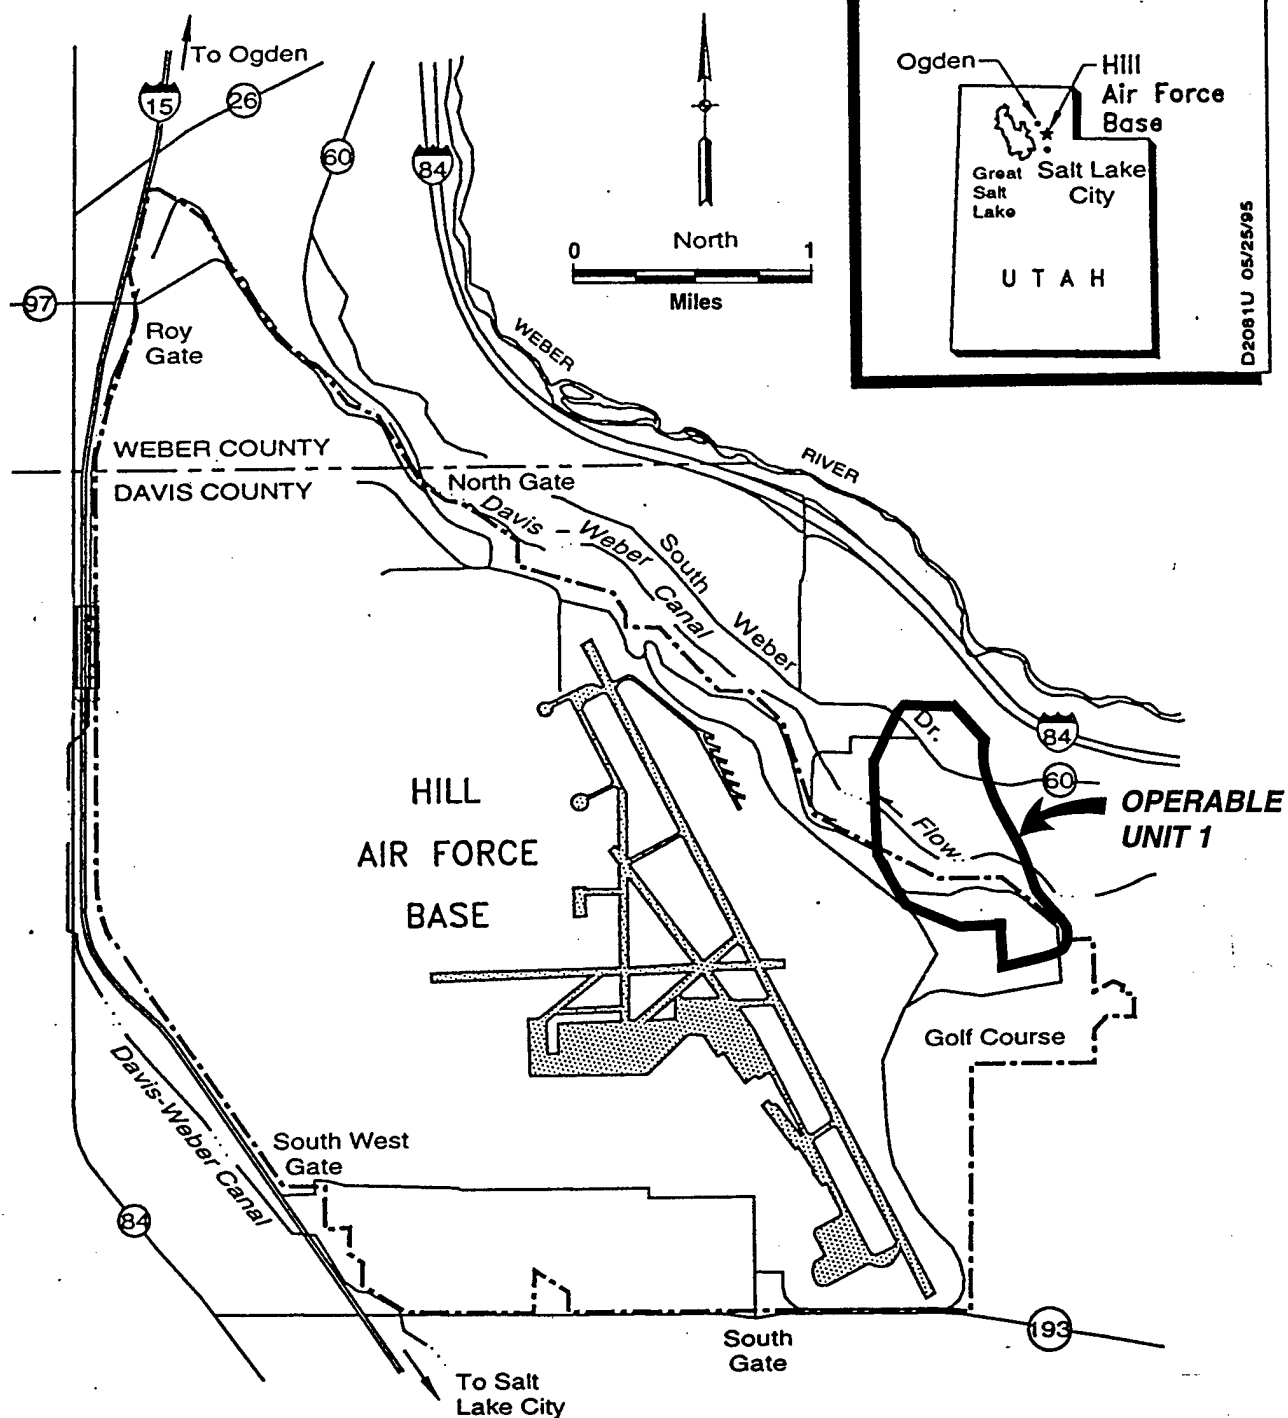 To Ogden
15
26
60
84
0
1
North
Miles
Ogden
Hill
Air Force
Base
Great
Salt
Lake
Salt Lake
City
UTAH
D2081U 05/25/95
97
Roy
Gate
WEBER
RIVER
WEBER COUNTY
DAVIS COUNTY
North Gate
Davis - Weber Canal
South Weber Dr.
84
60
OPERABLE
UNIT 1
Flow
HILL
AIR FORCE
BASE
Golf Course
Davis-Weber Canal
South West
Gate
84
South
Gate
193
To Salt
Lake City